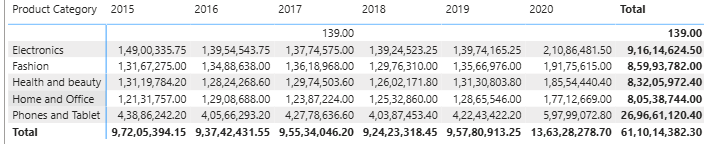 Product Category 2015 2016 2017 2018 2019 2020 Total
139.00 139.00
Electronics 1,49,00,335.75 1,39,54,543.75 1,37,74,575.00 1,39,24,523.25 1,39,74,165.25 2,10,86,481.50 9,16,14,624.50
Fashion 1,31,67,275.00 1,34,88,638.00 1,36,18,968.00 1,29,76,310.00 1,35,66,976.00 1,91,75,615.00 8,59,93,782.00
Health and beauty 1,31,19,784.20 1,28,24,268.60 1,29,74,503.60 1,26,02,171.80 1,31,30,803.80 1,85,54,440.40 8,32,05,972.40
Home and Office 1,21,31,757.00 1,29,08,688.00 1,23,87,224.00 1,25,32,860.00 1,28,65,546.00 1,77,12,669.00 8,05,38,744.00
Phones and Tablet 4,38,86,242.20 4,05,66,293.20 4,27,78,636.60 4,03,87,453.40 4,22,43,422.20 5,97,99,072.80 26,96,61,120.40
Total 9,72,05,394.15 9,37,42,431.55 9,55,34,046.20 9,24,23,318.45 9,57,80,913.25 13,63,28,278.70 61,10,14,382.30